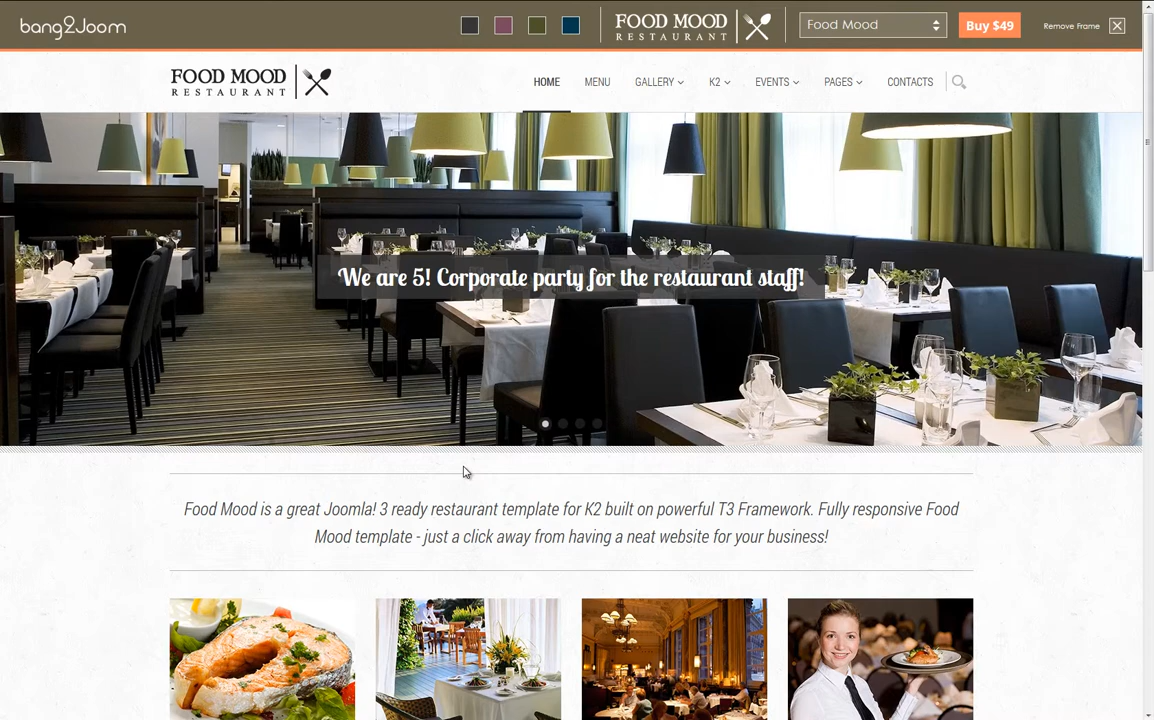 bang2Joom
FOOD MOOD
RESTAURANT
Food Mood
Buy $49
Remove Frame
FOOD MOOD
RESTAURANT
HOME MENU GALLERY K2 EVENTS PAGES CONTACTS
We are 5! Corporate party for the restaurant staff!
Food Mood is a great Joomla! 3 ready restaurant template for K2 built on powerful T3 Framework. Fully responsive Food
Mood template - just a click away from having a neat website for your business!